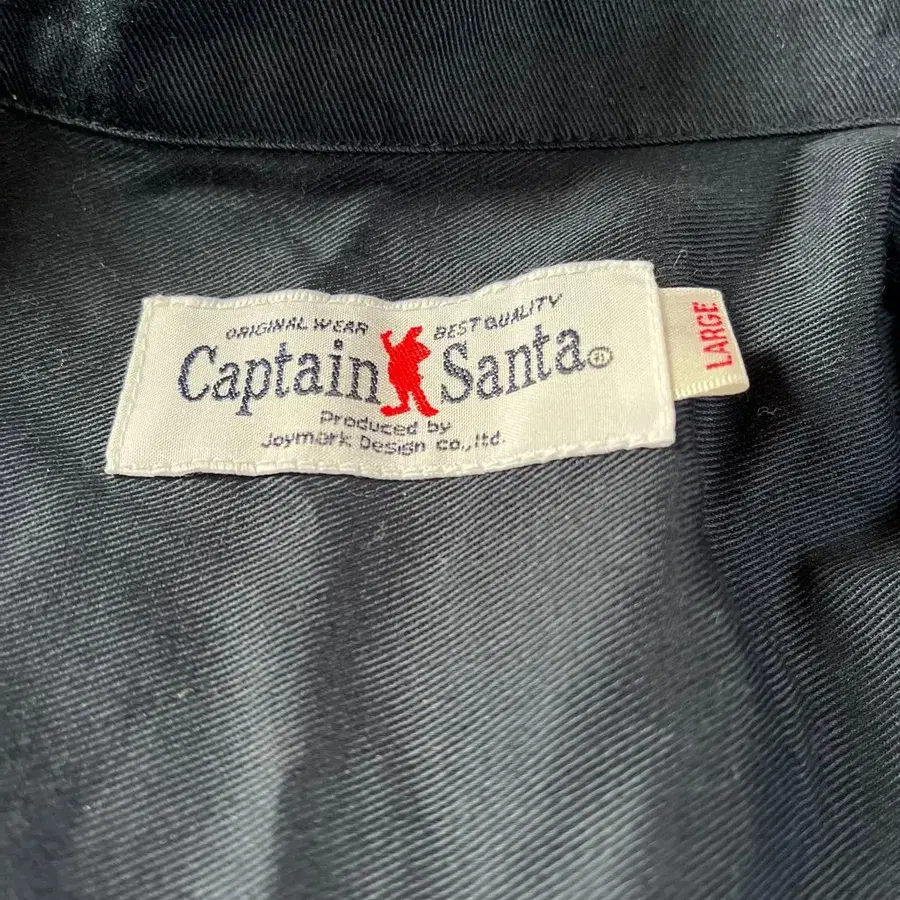 ORIGINAL WEAR BEST QUALITY
Captain Santa®
Produced by
Joymark Design co.,ltd.
LARGE